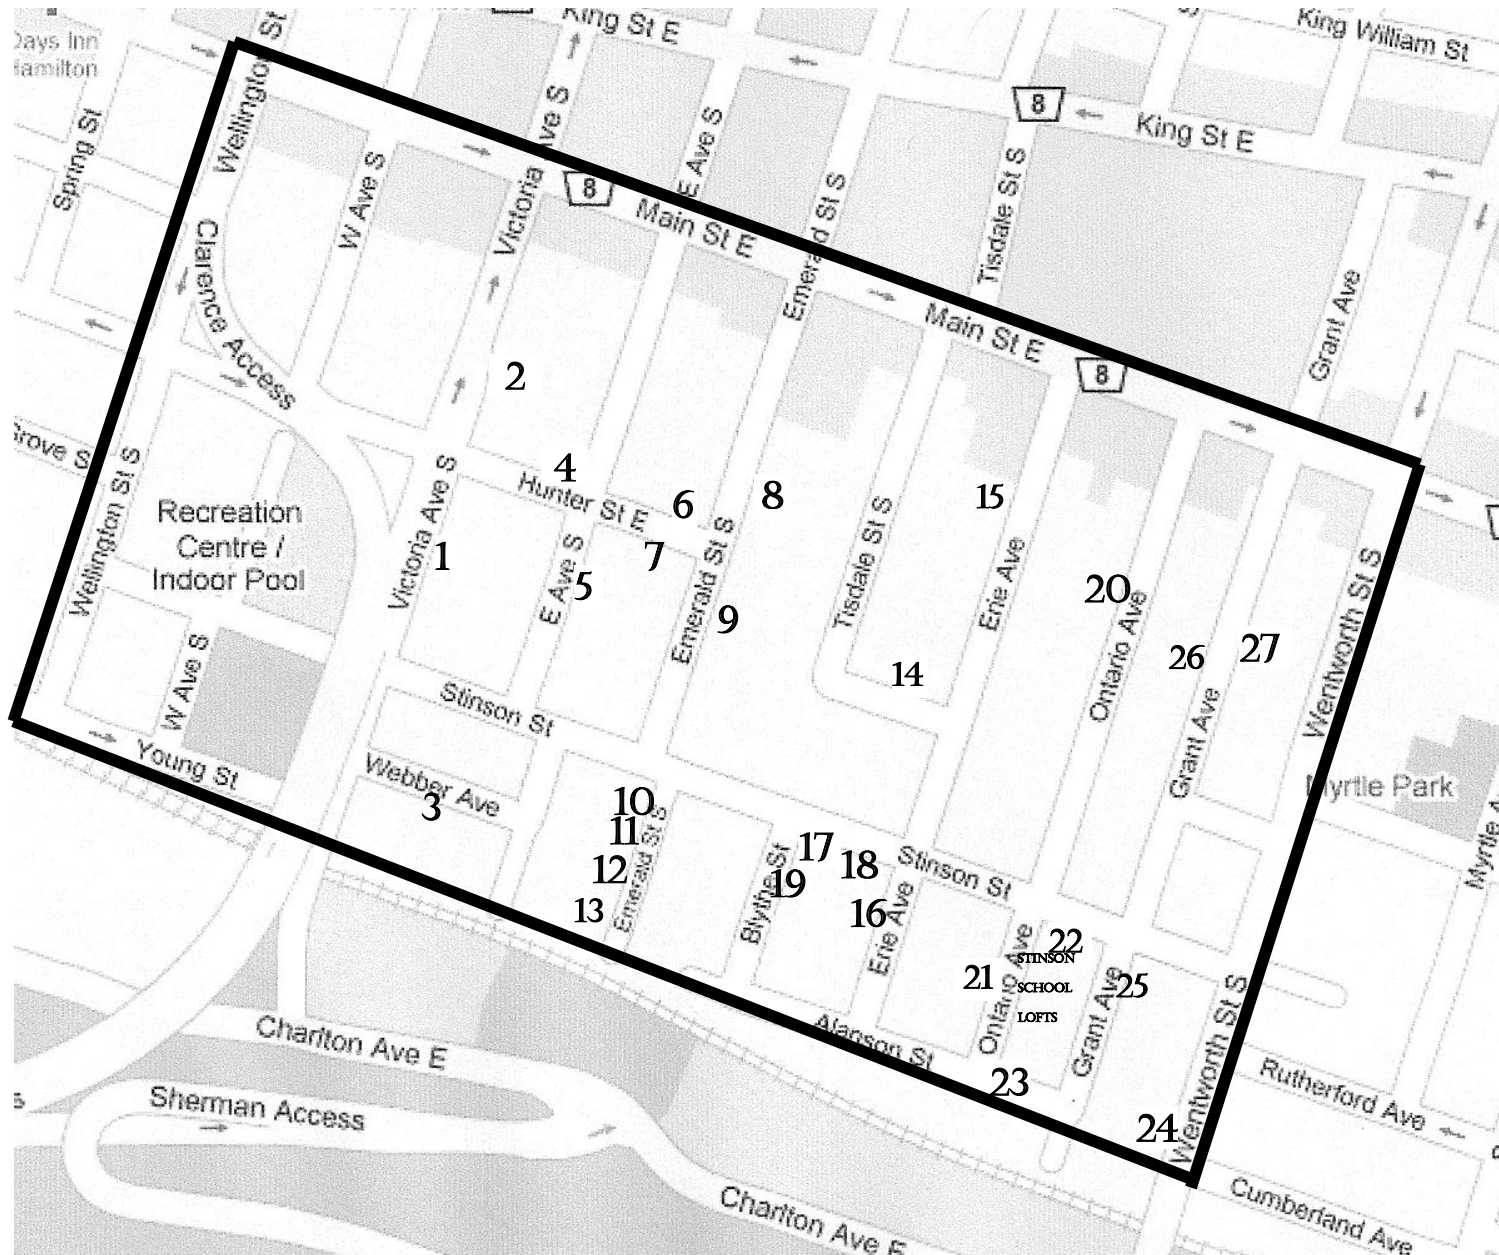 Days Inn
Hamilton
Spring St
Wellington St
W Ave S
Victoria Ave S
King St E
E Ave S
Emerald St S
King William St
8
King St E
Tisdale St S
Grant Ave
8
Main St E
Main St E
8
Clarence Access
Grove S
Wellington St S
Recreation
Centre /
Indoor Pool
W Ave S
Young St
Victoria Ave S
Hunter St E
E Ave S
Emerald St S
Tisdale St S
Erie Ave
Ontario Ave
Grant Ave
Wentworth St S
Myrtle Park
Myrtle A
2
4
6
8
15
1
7
5
9
20
26
27
14
Stinson St
Webber Ave
3
10
11
12
13
Emerald St S
Blythe St
17
18
19
16
Erie Ave
Stinson St
21
Ontario Ave
22
STINSON
SCHOOL
LOFTS
Grant Ave
25
Alanson St
23
24
Wentworth St S
Charlton Ave E
Sherman Access
Charlton Ave E
Rutherford Ave
Cumberland Ave